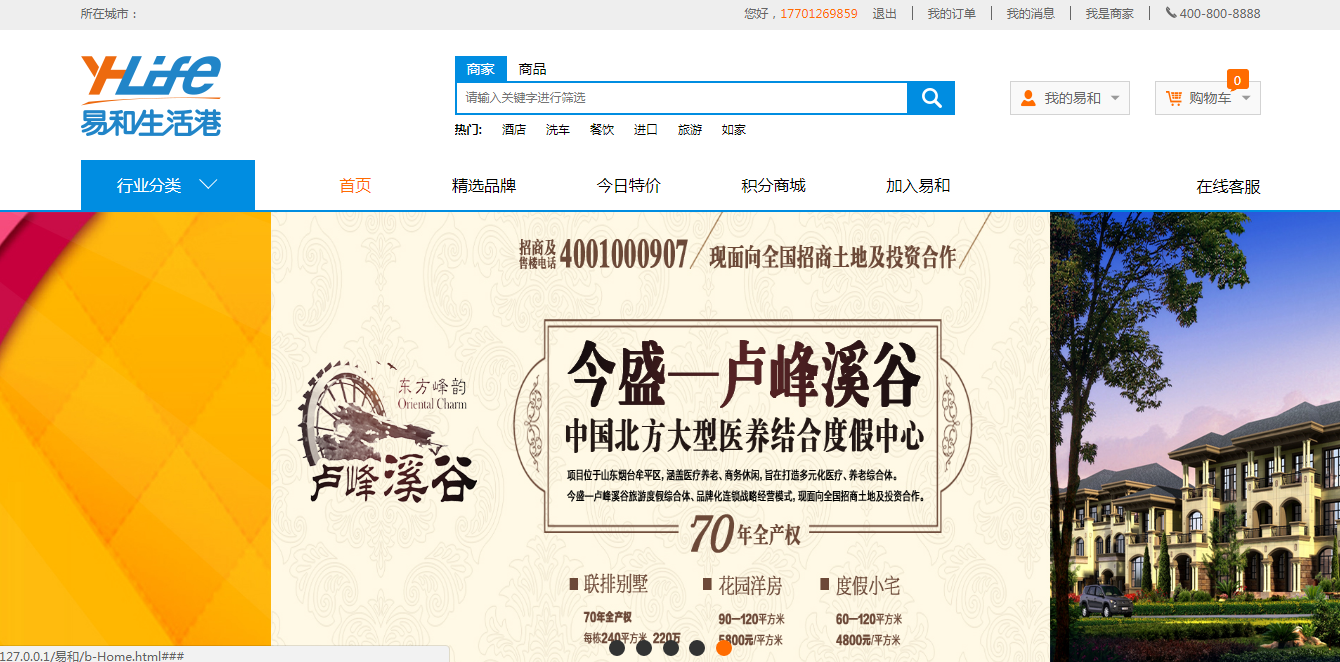 所在城市：
您好，17701269859 退出 | 我的订单 | 我的消息 | 我是商家 | 400-800-8888
YHLife
易和生活港
商家 商品
请输入关键字进行筛选
热门: 酒店 洗车 餐饮 进口 旅游 如家
我的易和
购物车
0
行业分类 首页 精选品牌 今日特价 积分商城 加入易和 在线客服
招商及
售楼电话
4001000907
现面向全国招商土地及投资合作
东方峰韵
Oriental Charm
卢峰溪谷
今盛—卢峰溪谷
中国北方大型医养结合度假中心
项目位于山东烟台牟平区, 涵盖医疗养老、商务休闲, 旨在打造多元化医疗、养老综合体。
今盛—卢峰溪谷旅游度假综合体、品牌化连锁战略经营模式, 现面向全国招商土地及投资合作。
70年全产权
联排别墅
70年全产权
每栋240平方米 220万
花园洋房
90—120平方米
5800元/平方米
度假小宅
60—120平方米
4800元/平方米
127.0.0.1/易和/b-Home.html###